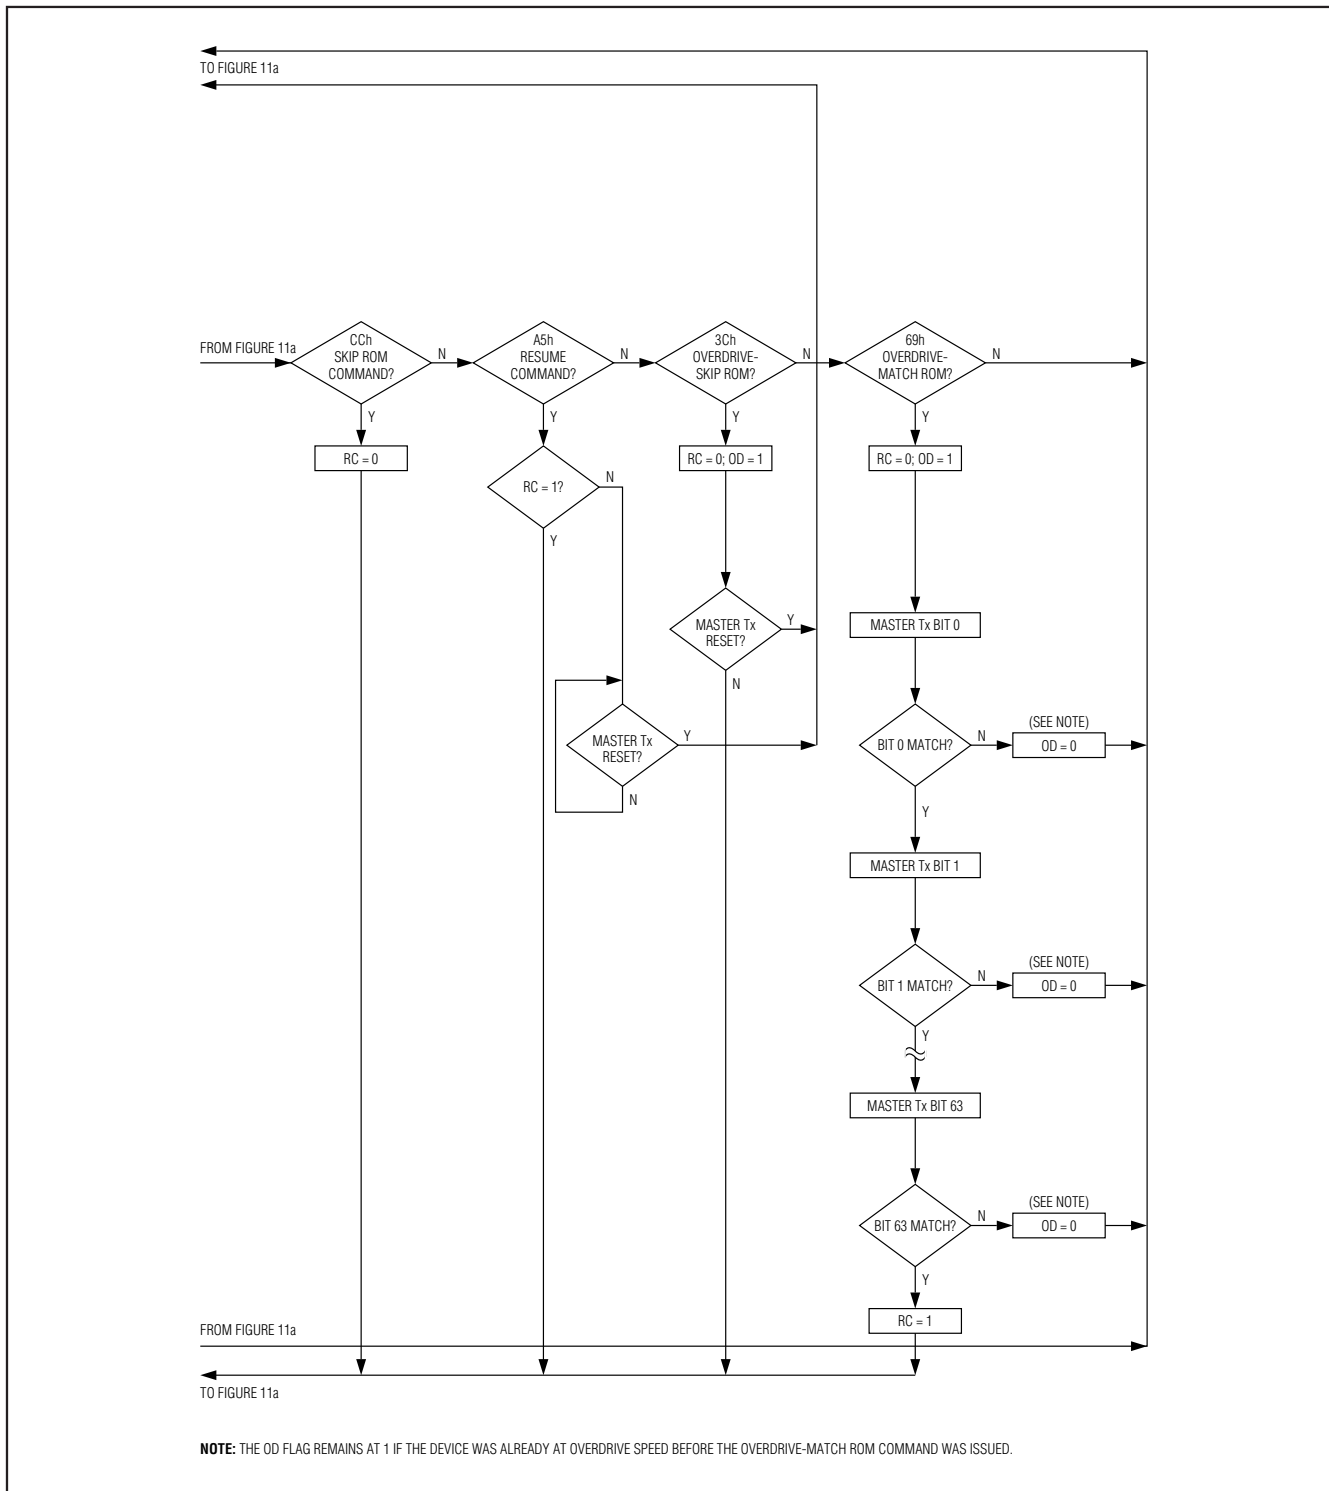 TO FIGURE 11a
FROM FIGURE 11a
CCh
SKIP ROM
COMMAND?
N
A5h
RESUME
COMMAND?
N
3Ch
OVERDRIVE-
SKIP ROM?
N
69h
OVERDRIVE-
MATCH ROM?
N
Y
Y
Y
Y
RC = 0
RC = 1?
N
Y
RC = 0; OD = 1
RC = 0; OD = 1
MASTER Tx
RESET?
Y
N
MASTER Tx BIT 0
MASTER Tx
RESET?
Y
N
BIT 0 MATCH?
N
(SEE NOTE)
OD = 0
Y
MASTER Tx BIT 1
BIT 1 MATCH?
N
(SEE NOTE)
OD = 0
Y
MASTER Tx BIT 63
BIT 63 MATCH?
N
(SEE NOTE)
OD = 0
Y
RC = 1
FROM FIGURE 11a
TO FIGURE 11a
NOTE: THE OD FLAG REMAINS AT 1 IF THE DEVICE WAS ALREADY AT OVERDRIVE SPEED BEFORE THE OVERDRIVE-MATCH ROM COMMAND WAS ISSUED.